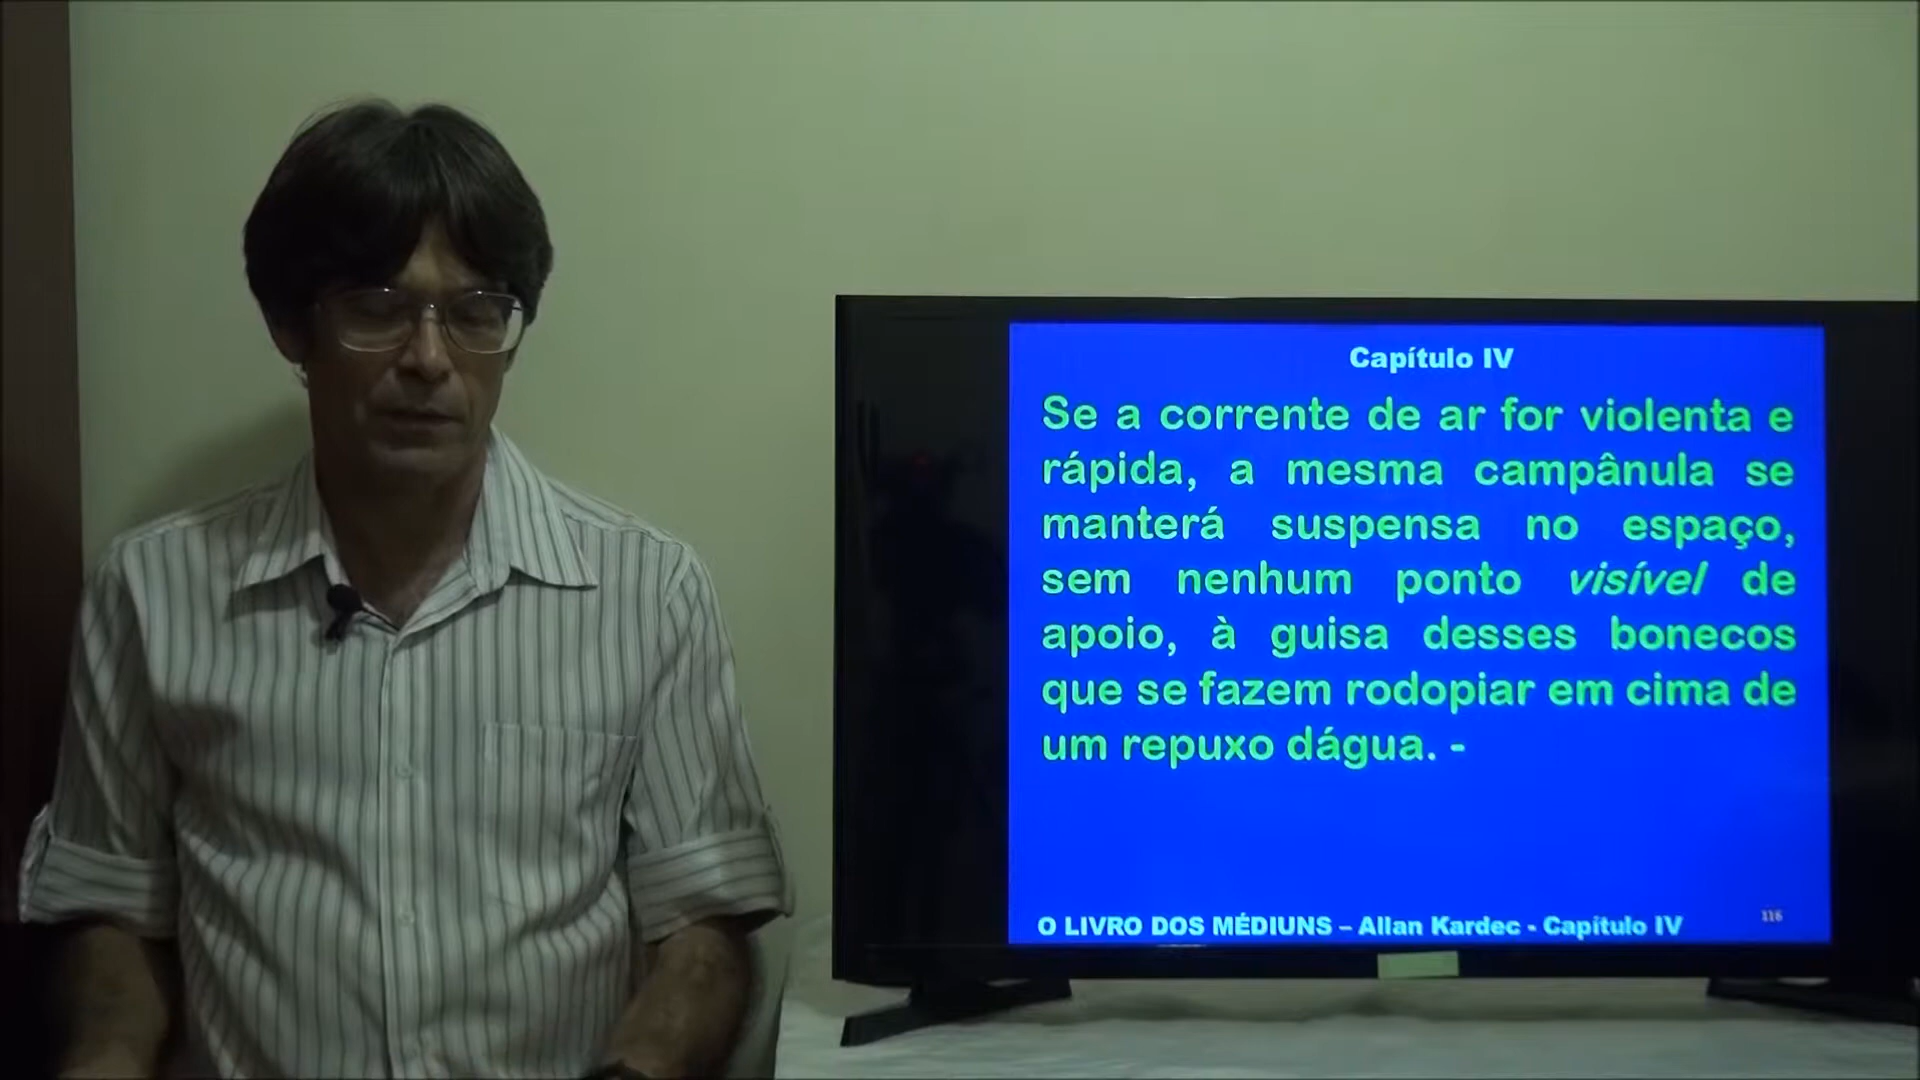 Capítulo IV
Se a corrente de ar for violenta e
rápida, a mesma campânula se
manterá suspensa no espaço,
sem nenhum ponto visível de
apoio, à guisa desses bonecos
que se fazem rodopiar em cima de
um repuxo dágua. -
O LIVRO DOS MÉDIUNS – Allan Kardec - Capítulo IV
116